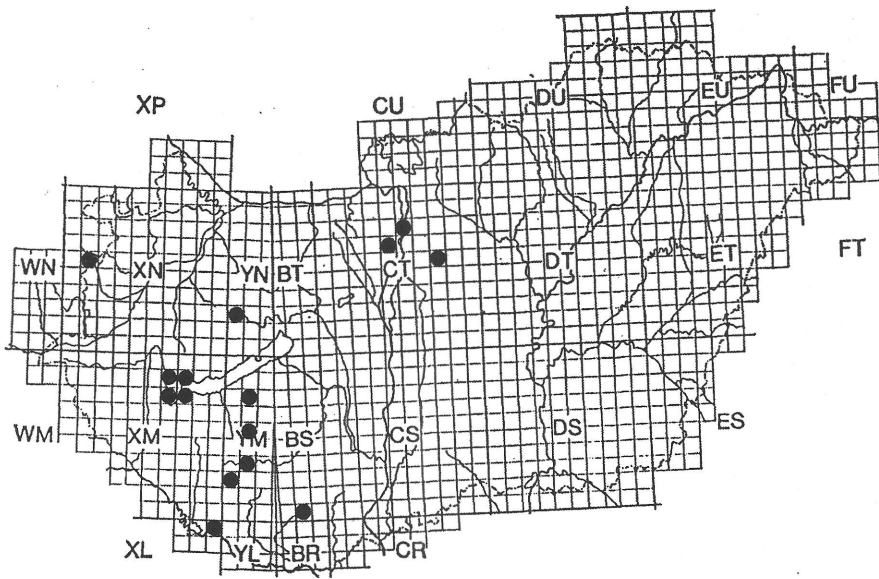 XP CU DU EU FU
WN XN YN BT CT DT ET FT
WM XM YM BS CS DS ES
XL YL BR CR